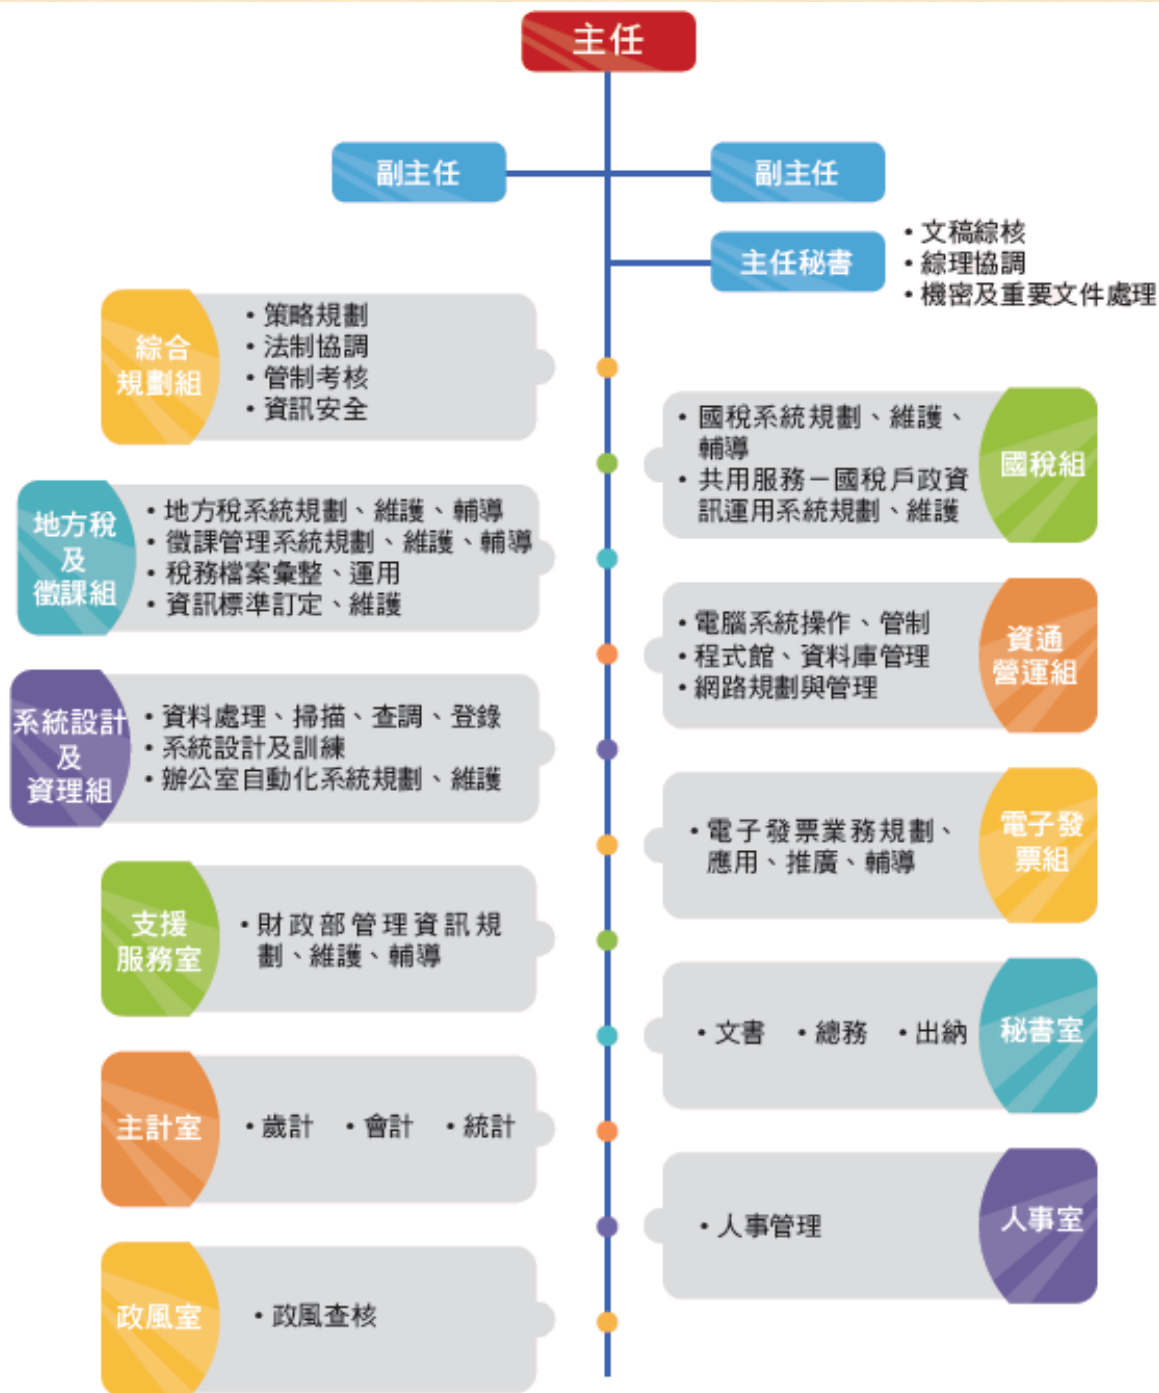 主任
副主任
副主任
主任秘書
•文稿綜核
•綜理協調
•機密及重要文件處理
綜合
規劃組
•策略規劃
•法制協調
•管制考核
•資訊安全
•國稅系統規劃、維護、
輔導
•共用服務－國稅戶政資
訊運用系統規劃、維護
國稅組
地方稅
及
徵課組
•地方稅系統規劃、維護、輔導
•徵課管理系統規劃、維護、輔導
•稅務檔案彙整、運用
•資訊標準訂定、維護
•電腦系統操作、管制
•程式館、資料庫管理
•網路規劃與管理
資通
營運組
系統設計
及
資理組
•資料處理、掃描、查調、登錄
•系統設計及訓練
•辦公室自動化系統規劃、維護
•電子發票業務規劃、
應用、推廣、輔導
電子發
票組
支援
服務室
•財政部管理資訊規
劃、維護、輔導
•文書 •總務 •出納
秘書室
主計室
•歲計 •會計 •統計
•人事管理
人事室
政風室
•政風查核